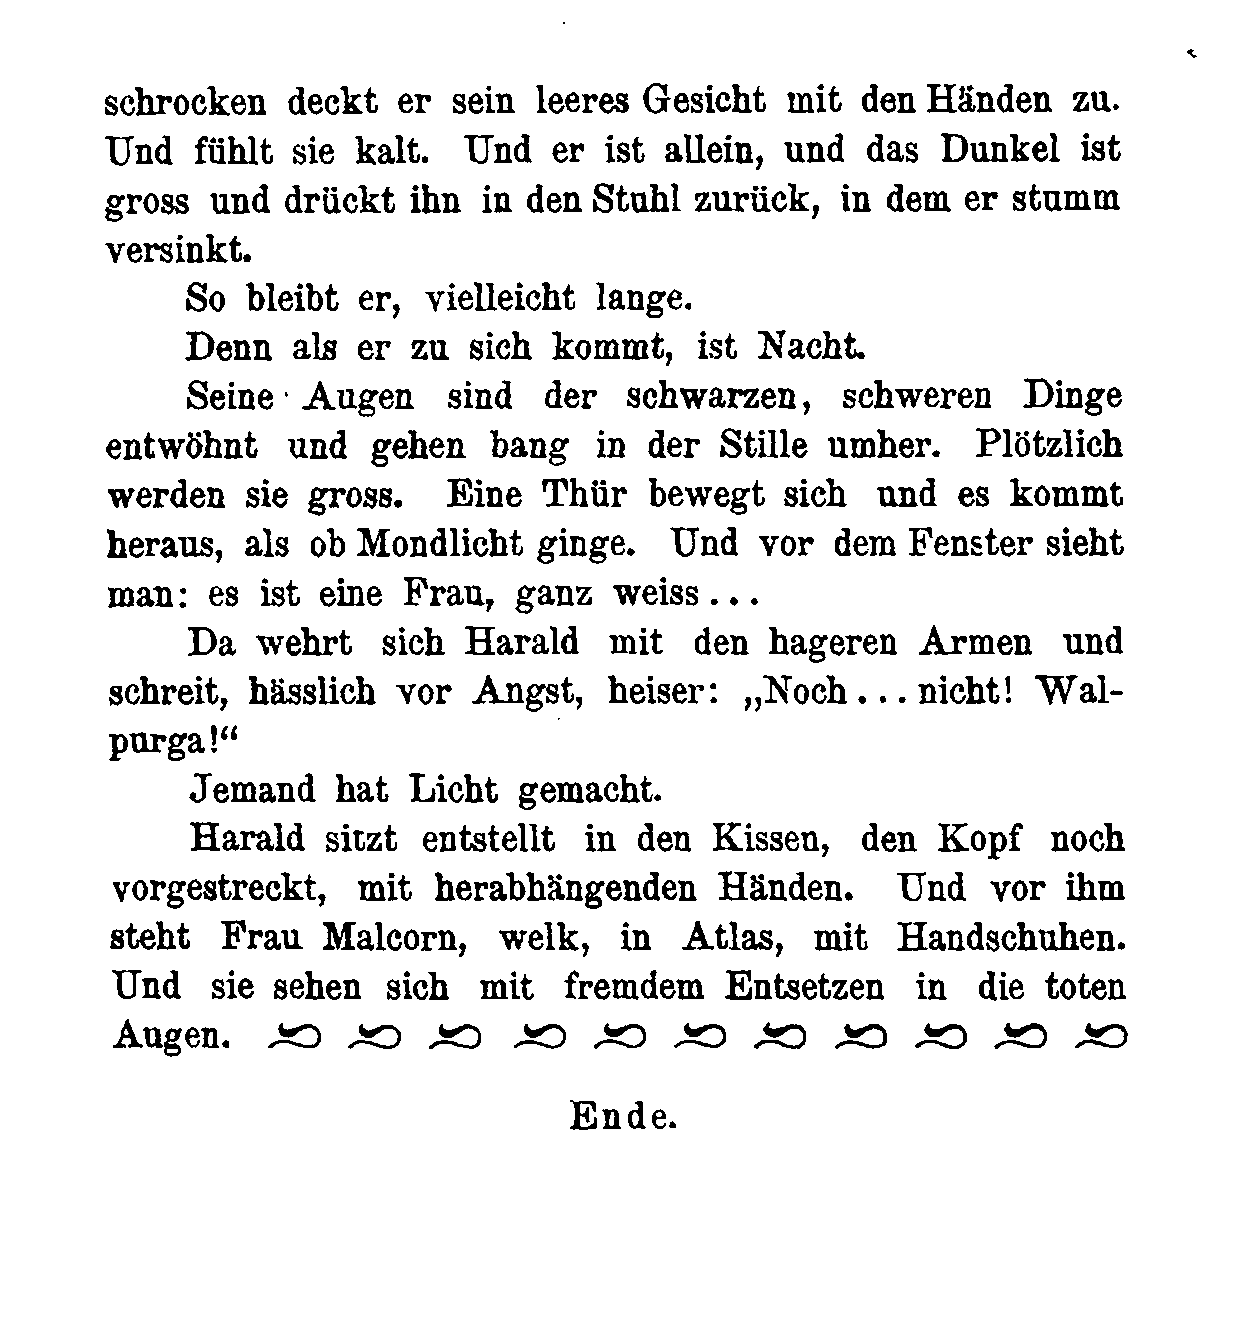 schrocken deckt er sein leeres Gesicht mit den Händen zu.
Und fühlt sie kalt. Und er ist allein, und das Dunkel ist
gross und drückt ihn in den Stuhl zurück, in dem er stumm
versinkt.
So bleibt er, vielleicht lange.
Denn als er zu sich kommt, ist Nacht.
Seine Augen sind der schwarzen, schweren Dinge
entwöhnt und gehen bang in der Stille umher. Plötzlich
werden sie gross. Eine Thür bewegt sich und es kommt
heraus, als ob Mondlicht ginge. Und vor dem Fenster sieht
man: es ist eine Frau, ganz weiss...
Da wehrt sich Harald mit den hageren Armen und
schreit, hässlich vor Angst, heiser: „Noch... nicht! Wal-
purga!“
Jemand hat Licht gemacht.
Harald sitzt entstellt in den Kissen, den Kopf noch
vorgestreckt, mit herabhängenden Händen. Und vor ihm
steht Frau Malcorn, welk, in Atlas, mit Handschuhen.
Und sie sehen sich mit fremdem Entsetzen in die toten
Augen.
Ende.